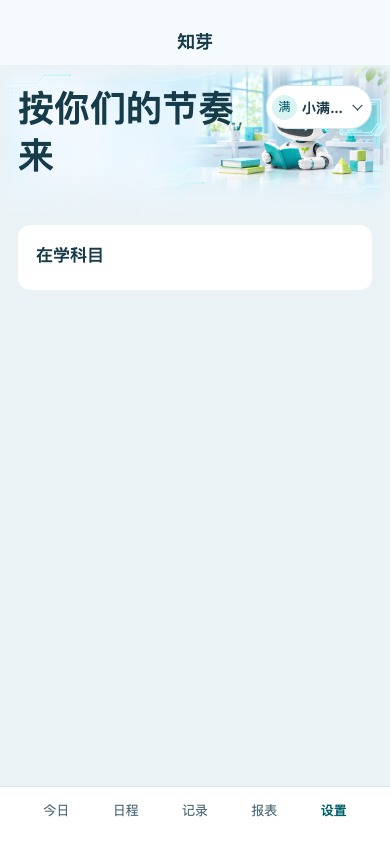 知芽
按你们的节奏
来
满 小满...
在学科目
今日 日程 记录 报表 设置